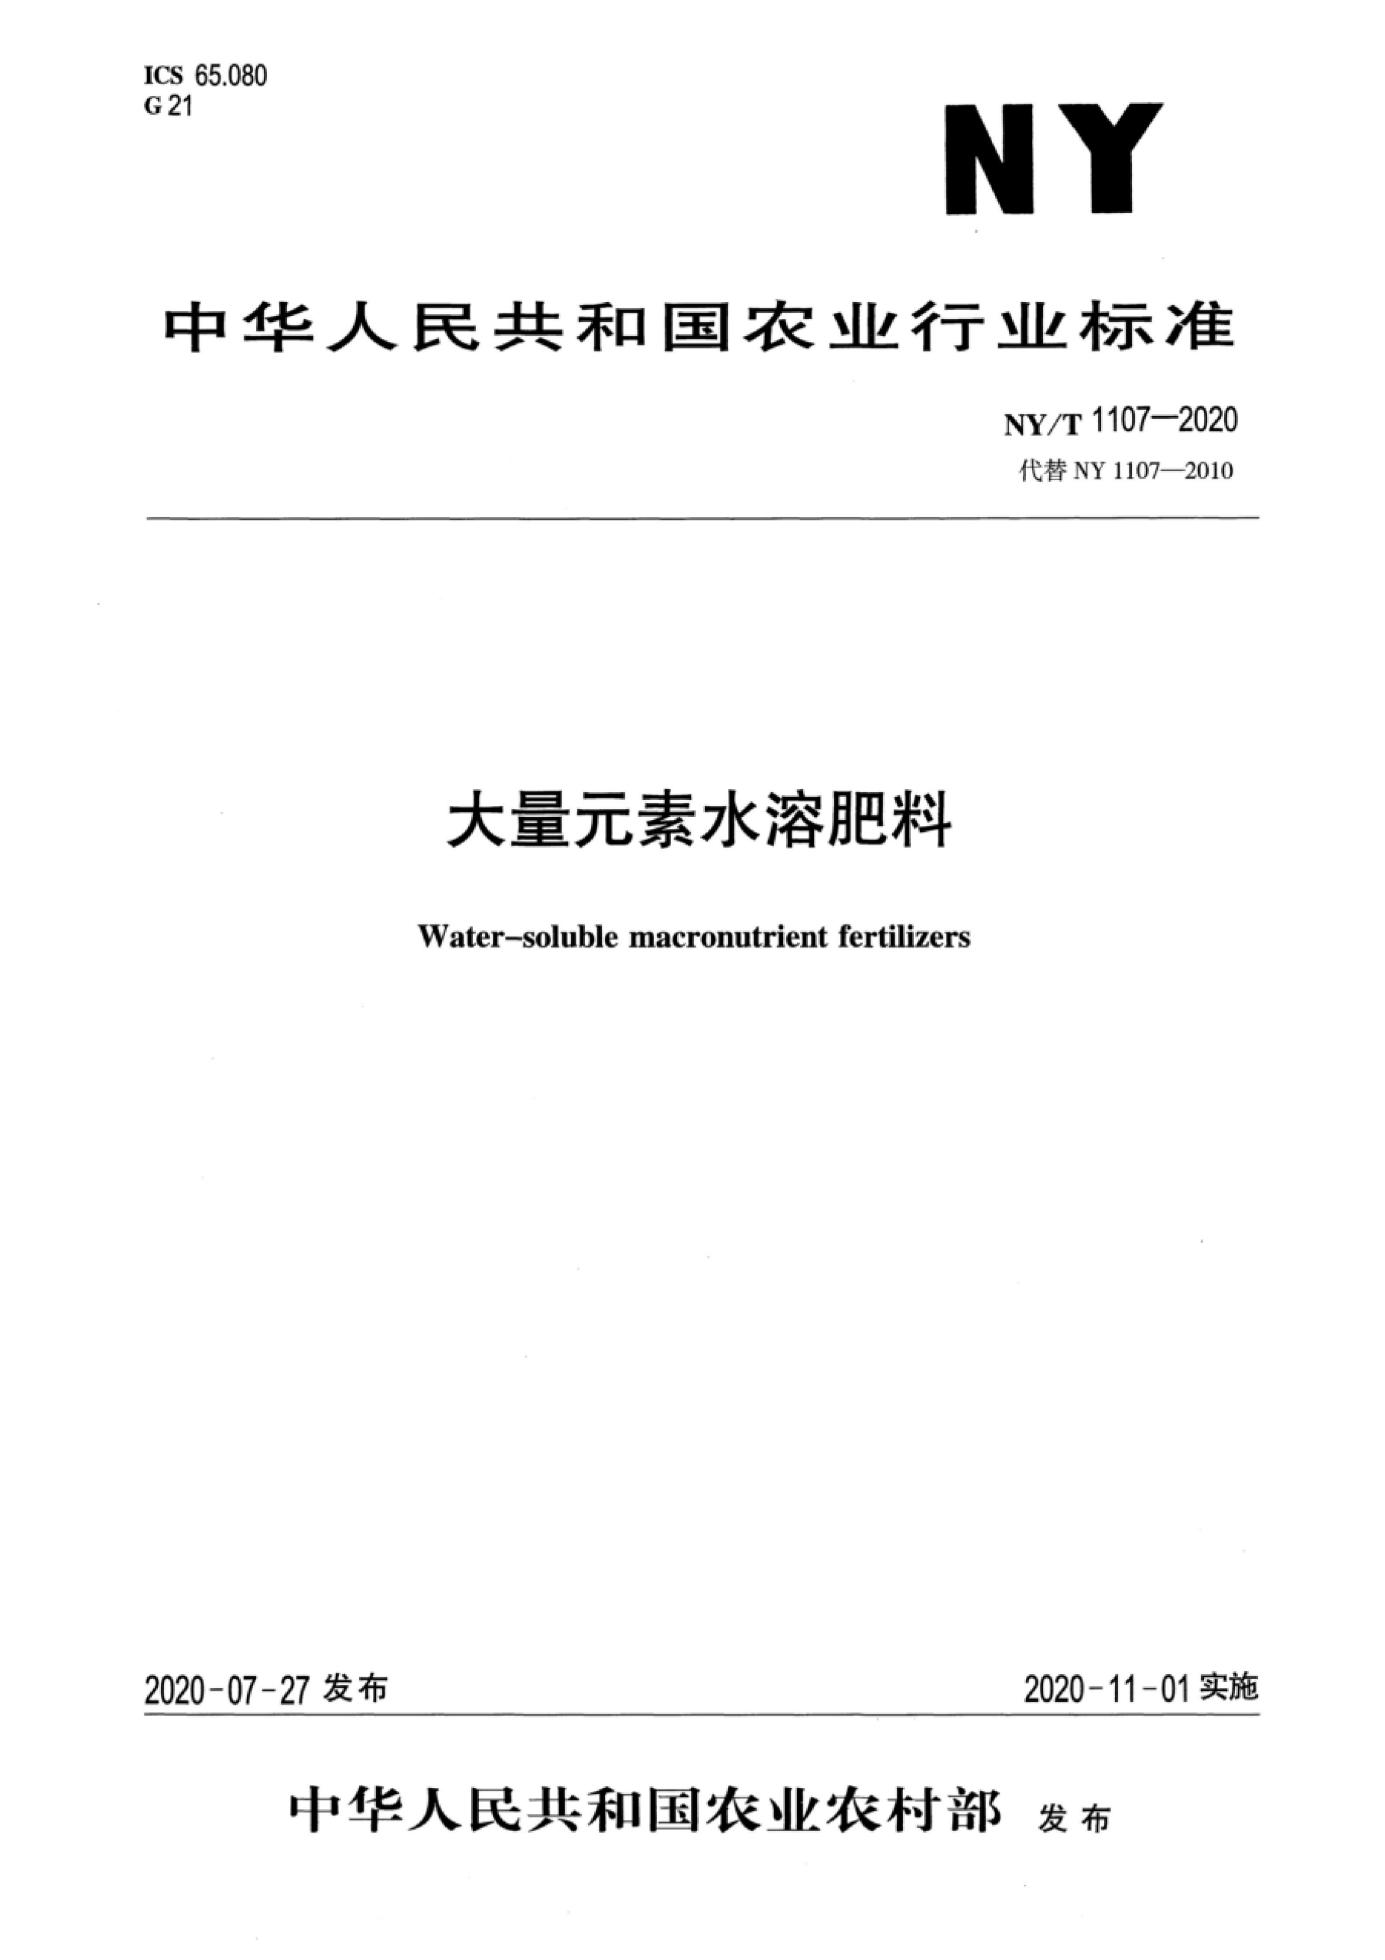 ICS 65.080
G 21
NY
中华人民共和国农业行业标准
NY/T 1107—2020
代替 NY 1107—2010
大量元素水溶肥料
Water-soluble macronutrient fertilizers
2020-07-27 发布
2020-11-01 实施
中华人民共和国农业农村部 发布